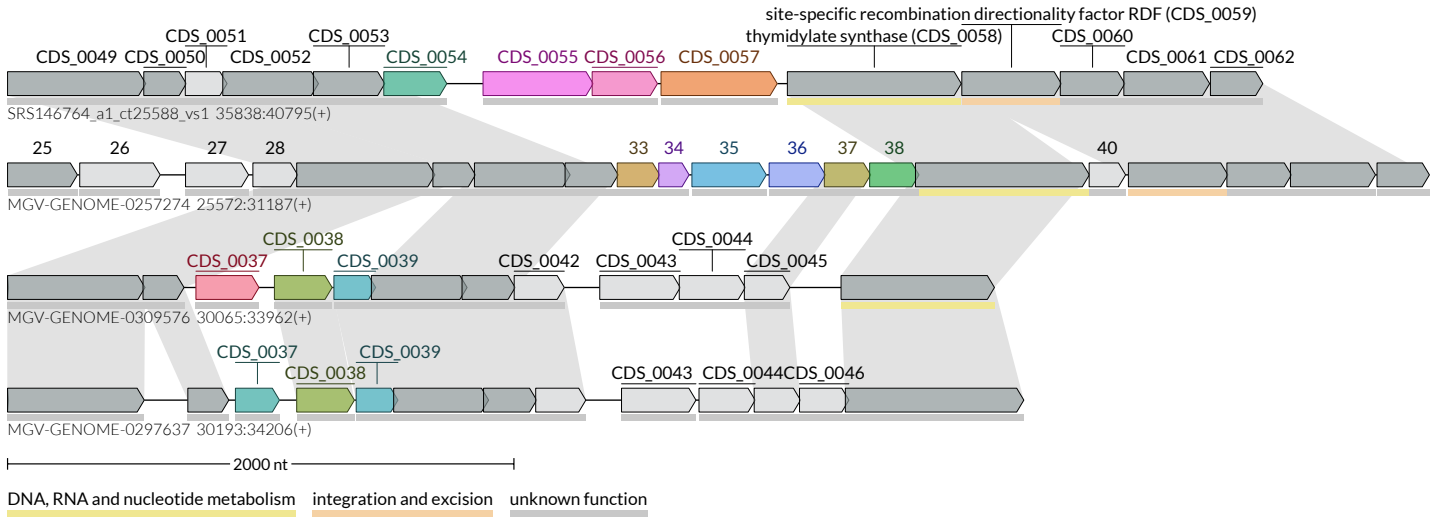 site-specific recombination directionality factor RDF (CDS_0059)
CDS_0051 CDS_0053 thymidylate synthase (CDS_0058) CDS_0060
CDS_0049 CDS_0050 CDS_0052 CDS_0054 CDS_0055 CDS_0056 CDS_0057 CDS_0061 CDS_0062
SRS146764_a1_ct25588_vs1 35838:40795(+)
25 26 27 28 33 34 35 36 37 38 40
MGV-GENOME-0257274 25572:31187(+)
CDS_0038 CDS_0044
CDS_0037 CDS_0039 CDS_0042 CDS_0043 CDS_0045
MGV-GENOME-0309576 30065:33962(+)
CDS_0037 CDS_0039
CDS_0038 CDS_0043 CDS_0044 CDS_0046
MGV-GENOME-0297637 30193:34206(+)
2000 nt
DNA, RNA and nucleotide metabolism integration and excision unknown function